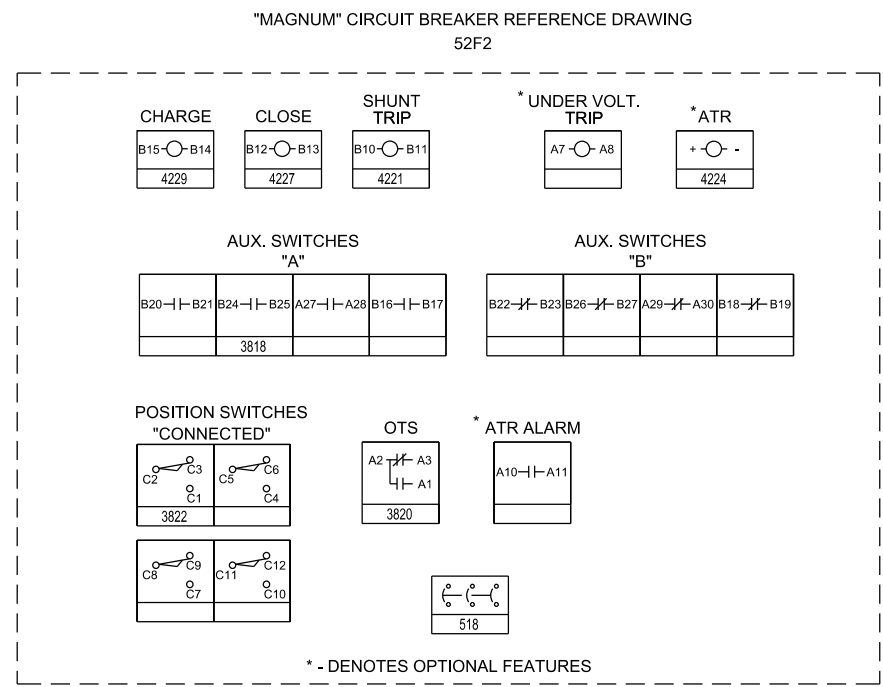 "MAGNUM" CIRCUIT BREAKER REFERENCE DRAWING
52F2
CHARGE
B15 B14
4229
CLOSE
B12 B13
4227
SHUNT
TRIP
B10 B11
4221
* UNDER VOLT.
TRIP
A7 A8
* ATR
+ -
4224
AUX. SWITCHES
"A"
B20 B21 B24 B25 A27 A28 B16 B17
3818
AUX. SWITCHES
"B"
B22 B23 B26 B27 A29 A30 B18 B19
POSITION SWITCHES
"CONNECTED"
C2 C3 C5 C6
C1 C4
3822
C8 C9 C11 C12
C7 C10
OTS
A2 A3
A1
3820
* ATR ALARM
A10 A11
518
* - DENOTES OPTIONAL FEATURES